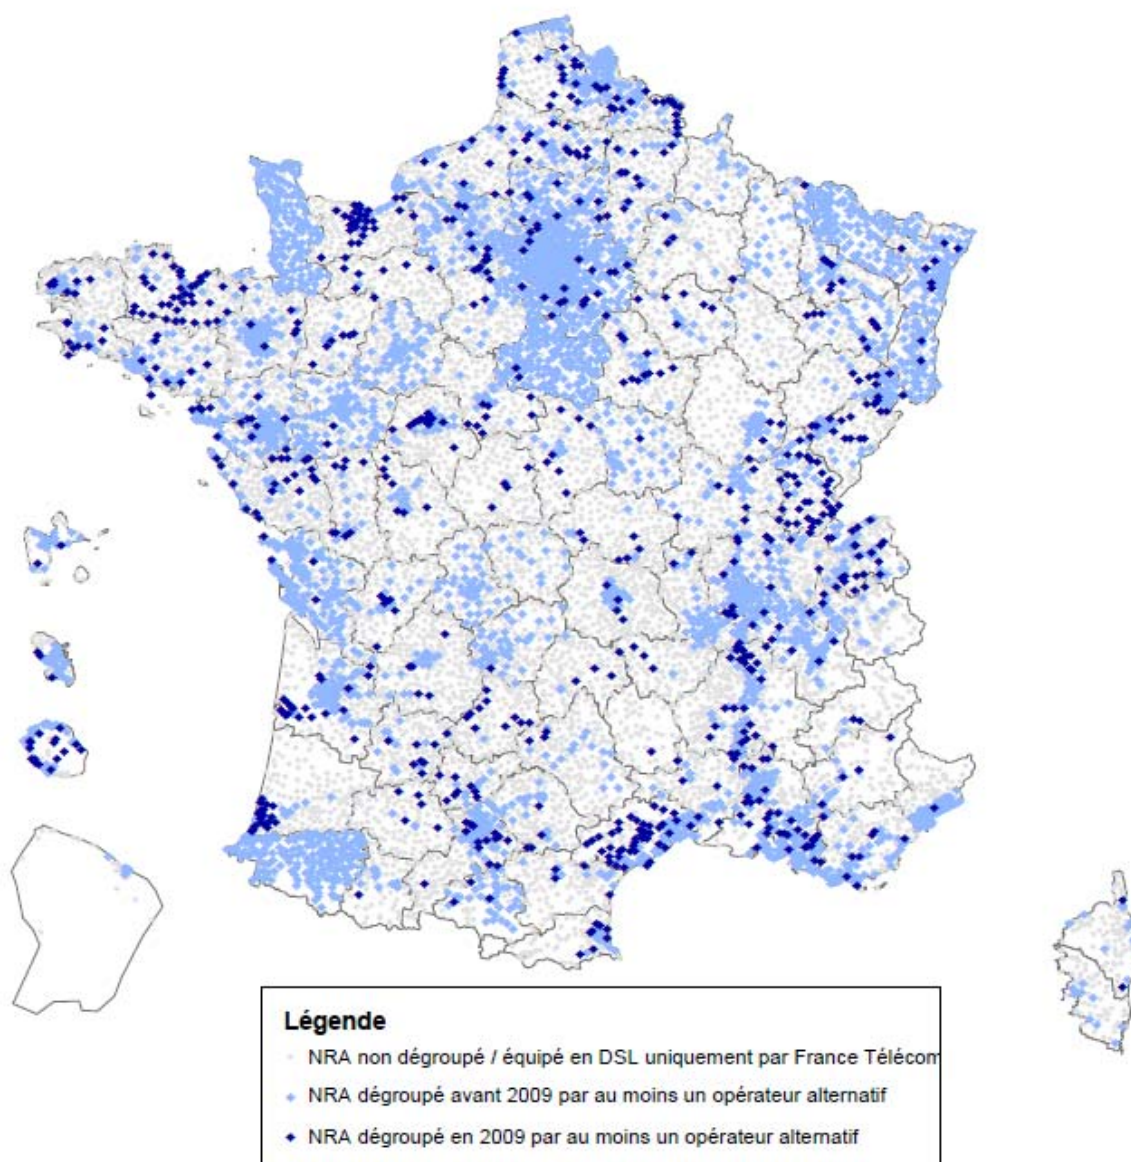 Légende
NRA non dégroupé / équipé en DSL uniquement par France Télécom
NRA dégroupé avant 2009 par au moins un opérateur alternatif
NRA dégroupé en 2009 par au moins un opérateur alternatif